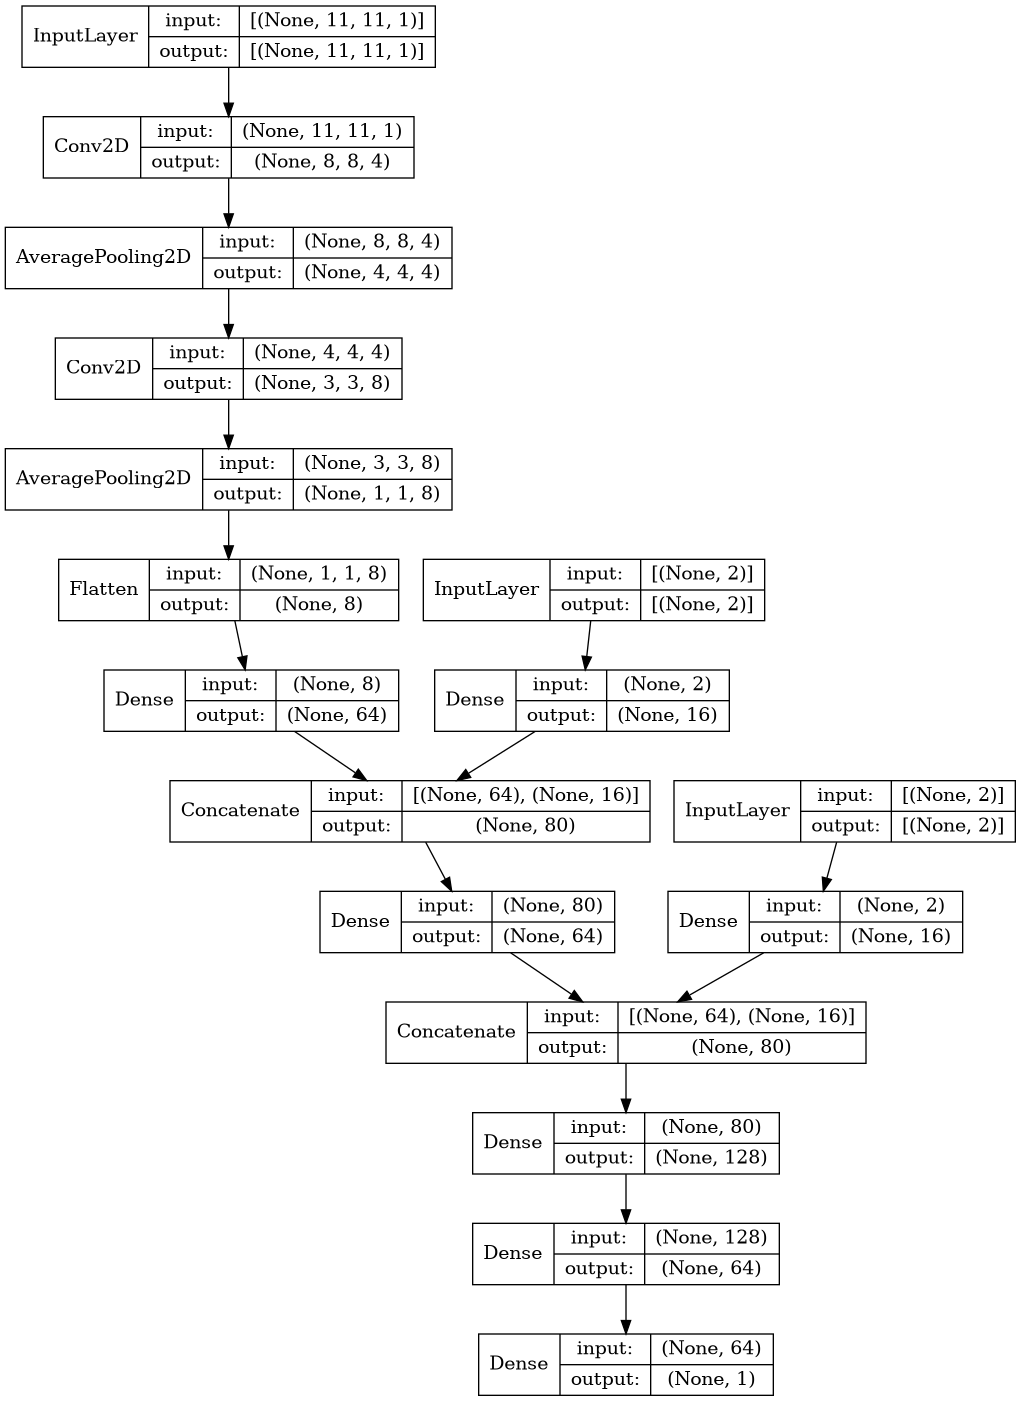 InputLayer
input: [(None, 11, 11, 1)]
output: [(None, 11, 11, 1)]
Conv2D
input: (None, 11, 11, 1)
output: (None, 8, 8, 4)
AveragePooling2D
input: (None, 8, 8, 4)
output: (None, 4, 4, 4)
Conv2D
input: (None, 4, 4, 4)
output: (None, 3, 3, 8)
AveragePooling2D
input: (None, 3, 3, 8)
output: (None, 1, 1, 8)
Flatten
input: (None, 1, 1, 8)
output: (None, 8)
InputLayer
input: [(None, 2)]
output: [(None, 2)]
Dense
input: (None, 8)
output: (None, 64)
Dense
input: (None, 2)
output: (None, 16)
Concatenate
input: [(None, 64), (None, 16)]
output: (None, 80)
InputLayer
input: [(None, 2)]
output: [(None, 2)]
Dense
input: (None, 80)
output: (None, 64)
Dense
input: (None, 2)
output: (None, 16)
Concatenate
input: [(None, 64), (None, 16)]
output: (None, 80)
Dense
input: (None, 80)
output: (None, 128)
Dense
input: (None, 128)
output: (None, 64)
Dense
input: (None, 64)
output: (None, 1)